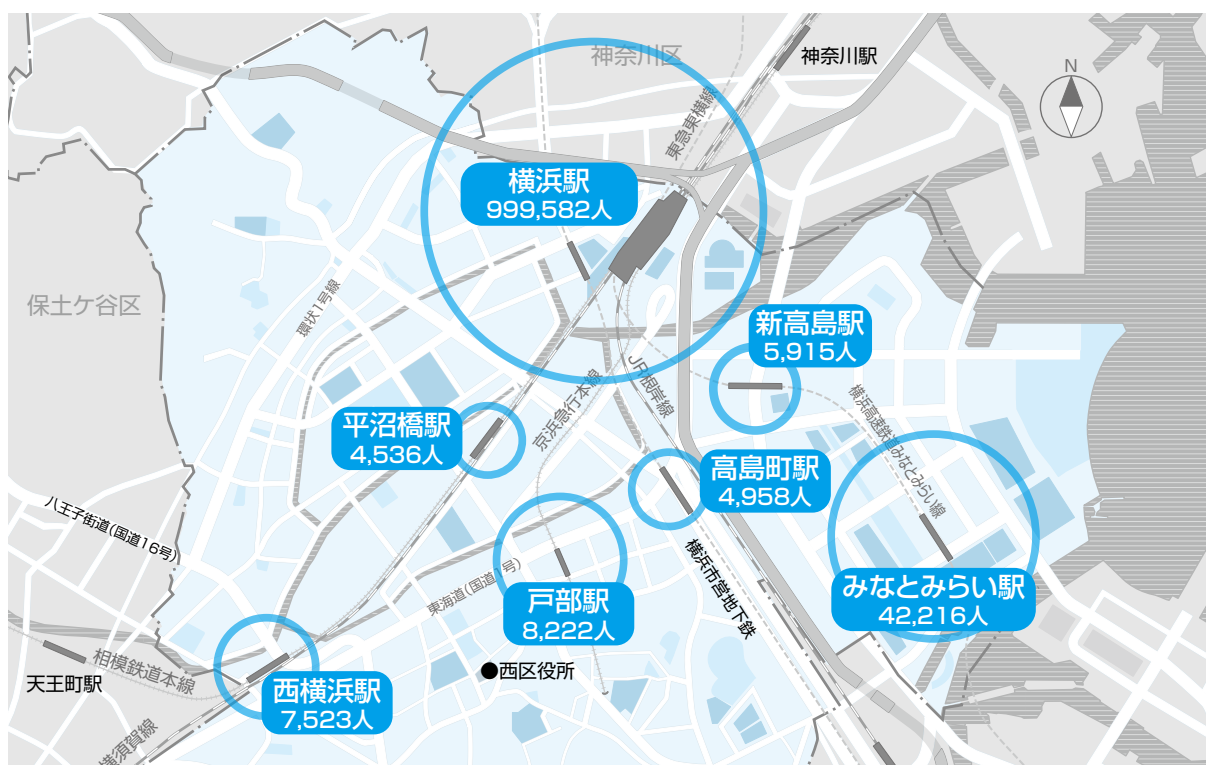 神奈川区
神奈川駅
N
東急東横線
横浜駅
999,582人
保土ケ谷区
環状1号線
新高島駅
5,915人
JR根岸線
京浜急行本線
横浜高速鉄道みなとみらい線
平沼橋駅
4,536人
高島町駅
4,958人
八王子街道(国道16号)
横浜市営地下鉄
東海道(国道1号)
戸部駅
8,222人
みなとみらい駅
42,216人
相模鉄道本線
天王町駅
西横浜駅
7,523人
●西区役所
横須賀線